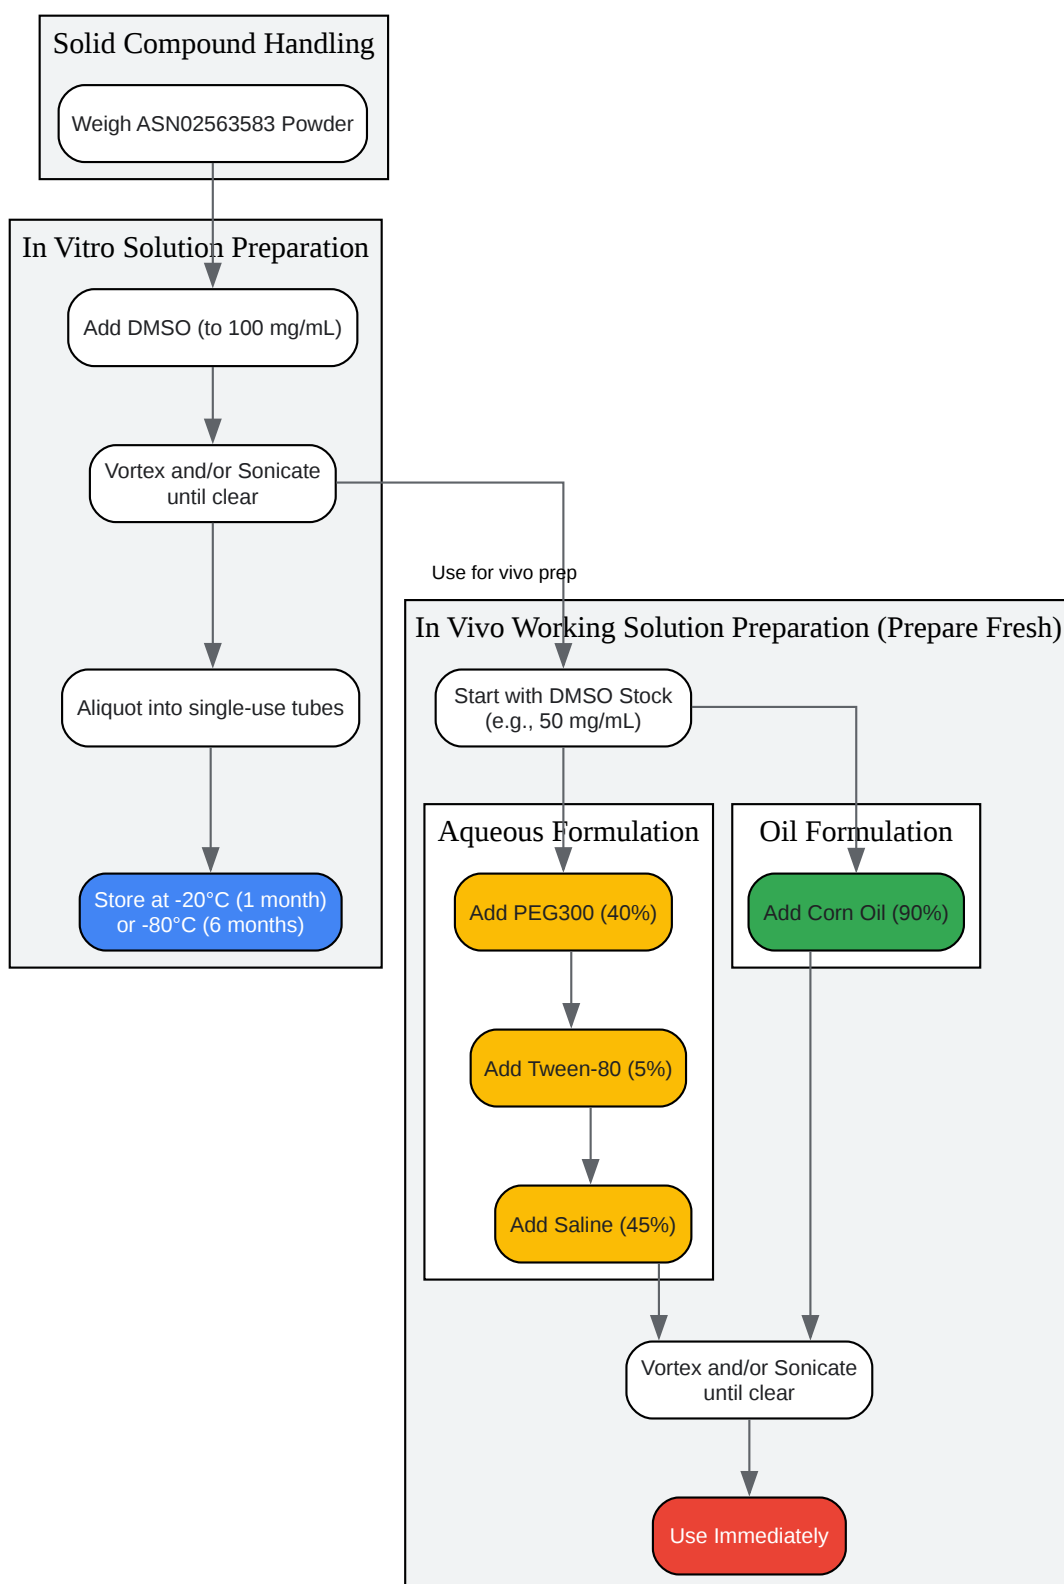 Solid Compound Handling
Weigh ASN02563583 Powder
In Vitro Solution Preparation
Add DMSO (to 100 mg/mL)
Vortex and/or Sonicate
until clear
Use for vivo prep
Aliquot into single-use tubes
Store at -20°C (1 month)
or -80°C (6 months)
In Vivo Working Solution Preparation (Prepare Fresh)
Start with DMSO Stock
(e.g., 50 mg/mL)
Aqueous Formulation
Add PEG300 (40%)
Add Tween-80 (5%)
Add Saline (45%)
Oil Formulation
Add Corn Oil (90%)
Vortex and/or Sonicate
until clear
Use Immediately